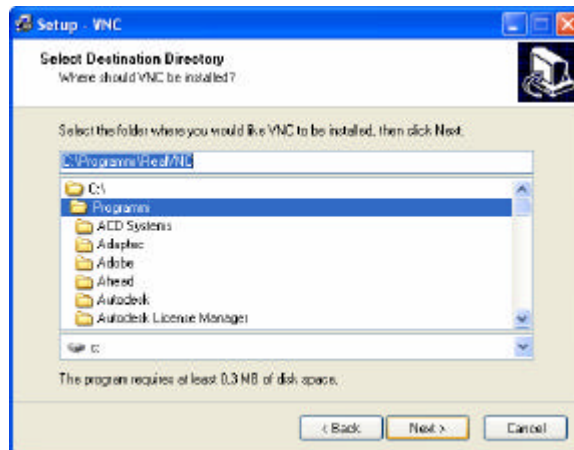 Setup - VNC
Select Destination Directory
Where should VNC be installed?
Select the folder where you would like VNC to be installed, then click Next.
C:\Programmi\RealVNC
C:\
Programmi
ACD Systems
Adaptec
Adobe
Ahead
Autodesk
Autodesk License Manager
c:
The program requires at least 0.3 MB of disk space.
< Back
Next >
Cancel